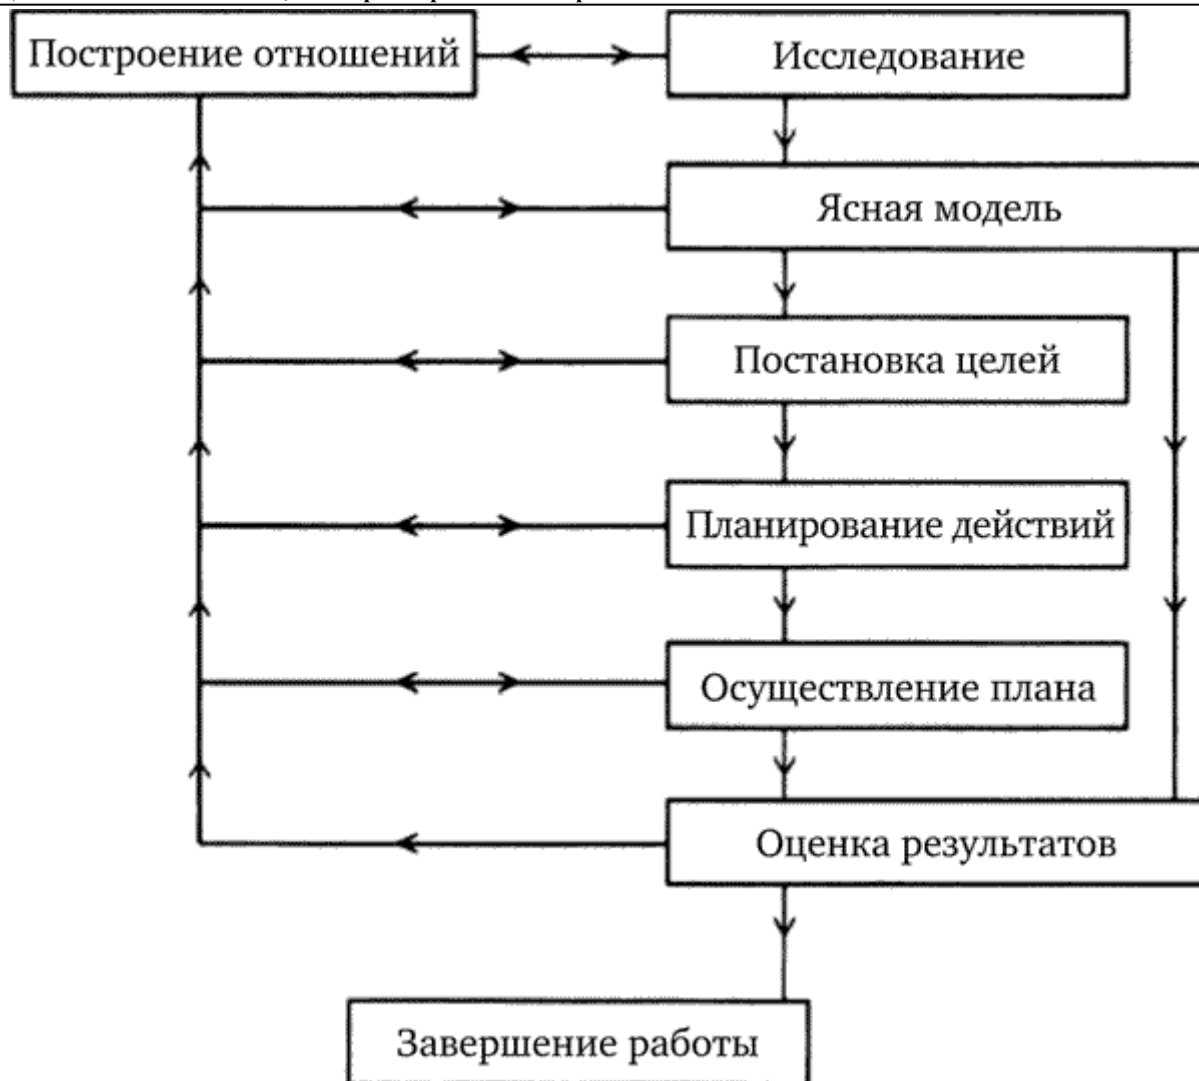 Построение отношений
Исследование
Ясная модель
Постановка целей
Планирование действий
Осуществление плана
Оценка результатов
Завершение работы